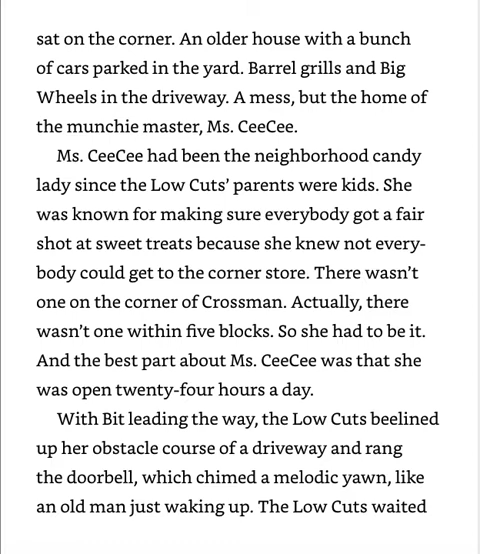 sat on the corner. An older house with a bunch
of cars parked in the yard. Barrel grills and Big
Wheels in the driveway. A mess, but the home of
the munchie master, Ms. CeeCee.
Ms. CeeCee had been the neighborhood candy
lady since the Low Cuts’ parents were kids. She
was known for making sure everybody got a fair
shot at sweet treats because she knew not every-
body could get to the corner store. There wasn’t
one on the corner of Crossman. Actually, there
wasn’t one within five blocks. So she had to be it.
And the best part about Ms. CeeCee was that she
was open twenty-four hours a day.
With Bit leading the way, the Low Cuts beelined
up her obstacle course of a driveway and rang
the doorbell, which chimed a melodic yawn, like
an old man just waking up. The Low Cuts waited